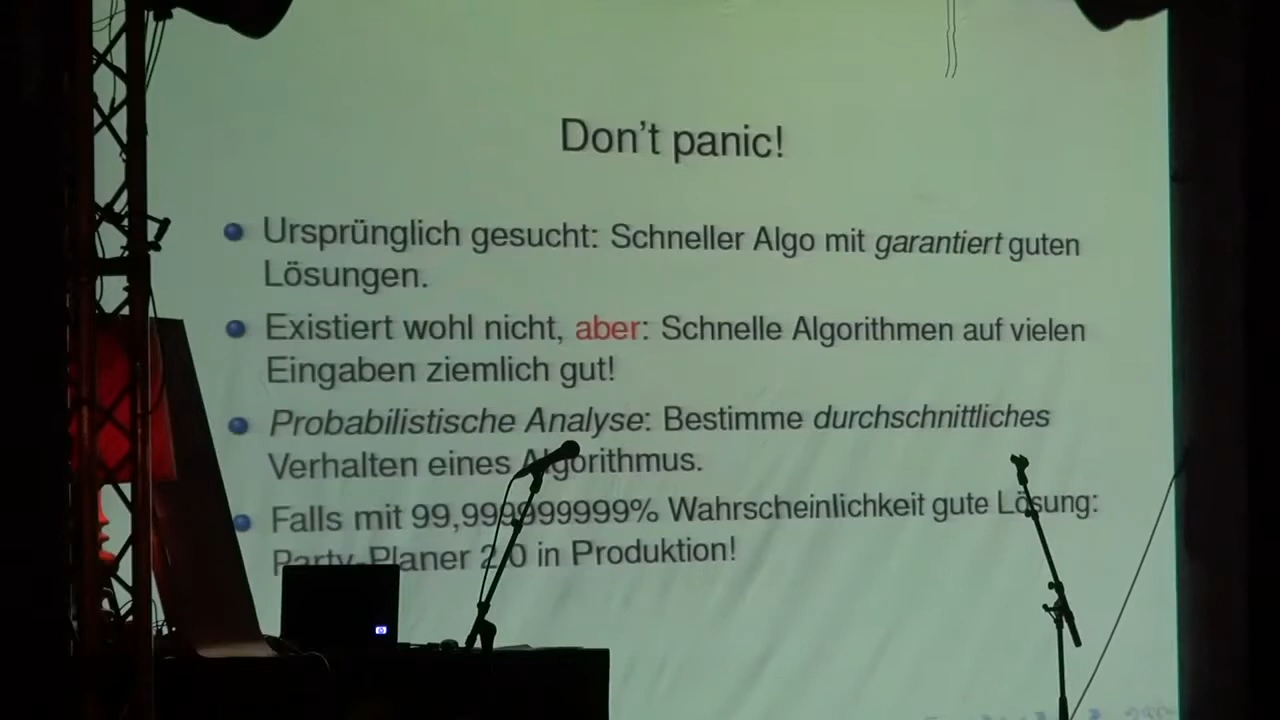 Don't panic!
Ursprünglich gesucht: Schneller Algo mit garantiert guten
Lösungen.
Existiert wohl nicht, aber: Schnelle Algorithmen auf vielen
Eingaben ziemlich gut!
Probabilistische Analyse: Bestimme durchschnittliches
Verhalten eines Algorithmus.
Falls mit 99,999999999% Wahrscheinlichkeit gute Lösung:
Party-Planer 2.0 in Produktion!